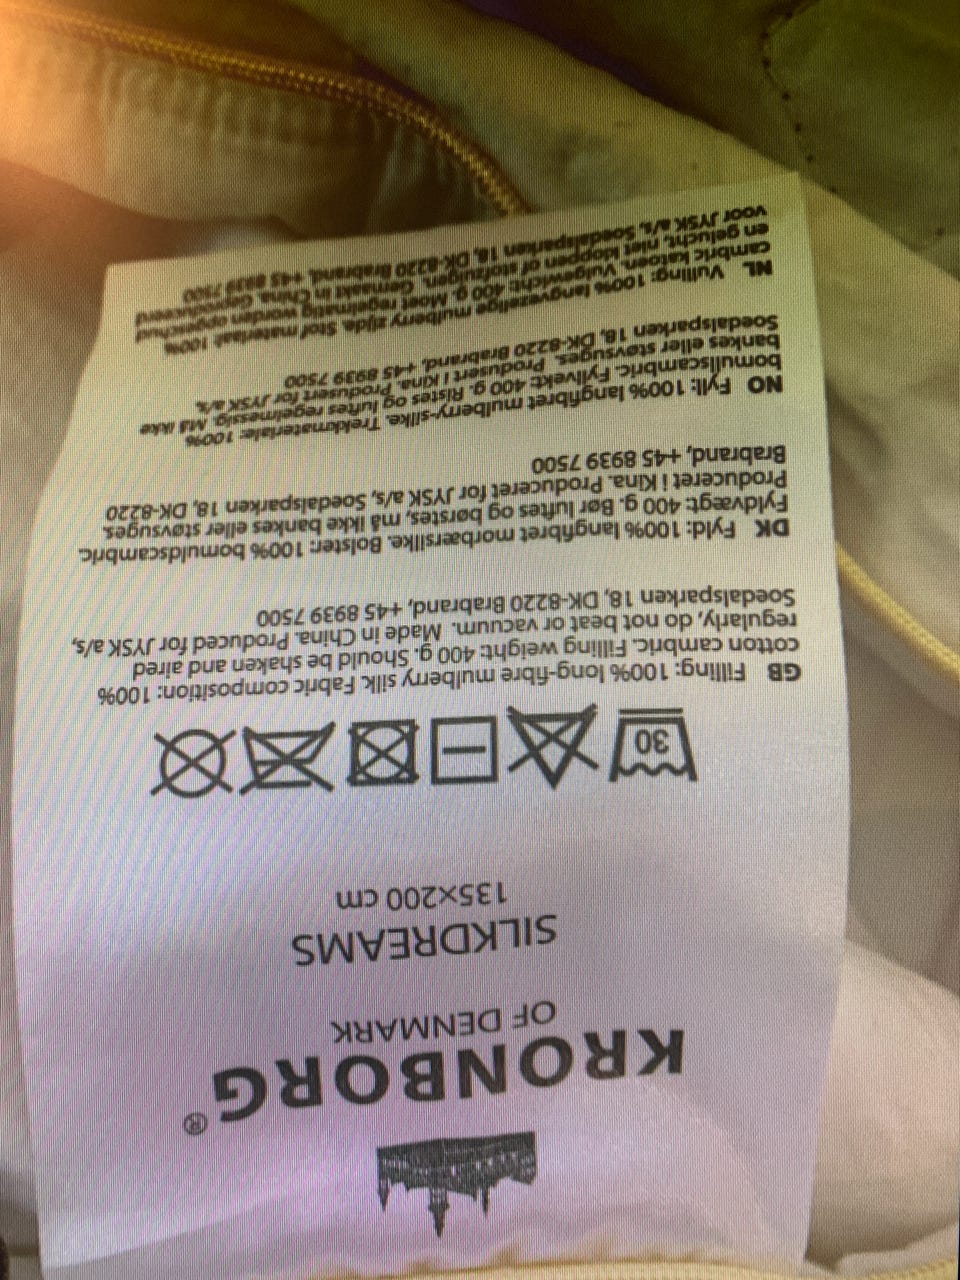 KRONBORG®
OF DENMARK
SILKDREAMS
135×200 cm
30
GB Filling: 100% long-fibre mulberry silk. Fabric composition: 100%
cotton cambric. Filling weight: 400 g. Should be shaken and aired
regularly, do not beat or vacuum. Made in China. Produced for JYSK a/s,
Soedalsparken 18, DK-8220 Brabrand, +45 8939 7500
DK Fyld: 100% langfibret morbærsilke. Bolster: 100% bomuldscambric.
Fyldvægt: 400 g. Bør luftes og børstes, må ikke bankes eller støvsuges.
Produceret i Kina. Produceret for JYSK a/s, Soedalsparken 18, DK-8220
Brabrand, +45 8939 7500
NO Fyll: 100% langfibret mulberry-silke. Trekkmateriale: 100%
bomullscambric. Fyllvekt: 400 g. Ristes og luftes regelmessig. Må ikke
bankes eller støvsuges. Produsert i Kina. Produsert for JYSK a/s,
Soedalsparken 18, DK-8220 Brabrand, +45 8939 7500
NL Vulling: 100% langvezelige mulberry zijde. Stof materiaal: 100%
cambric katoen. Vulgewicht: 400 g. Moet regelmatig worden opgeschud
en gelucht, niet kloppen of stofzuigen. Gemaakt in China. Geproduceerd
voor JYSK a/s, Soedalsparken 18, DK-8220 Brabrand, +45 8939 7500